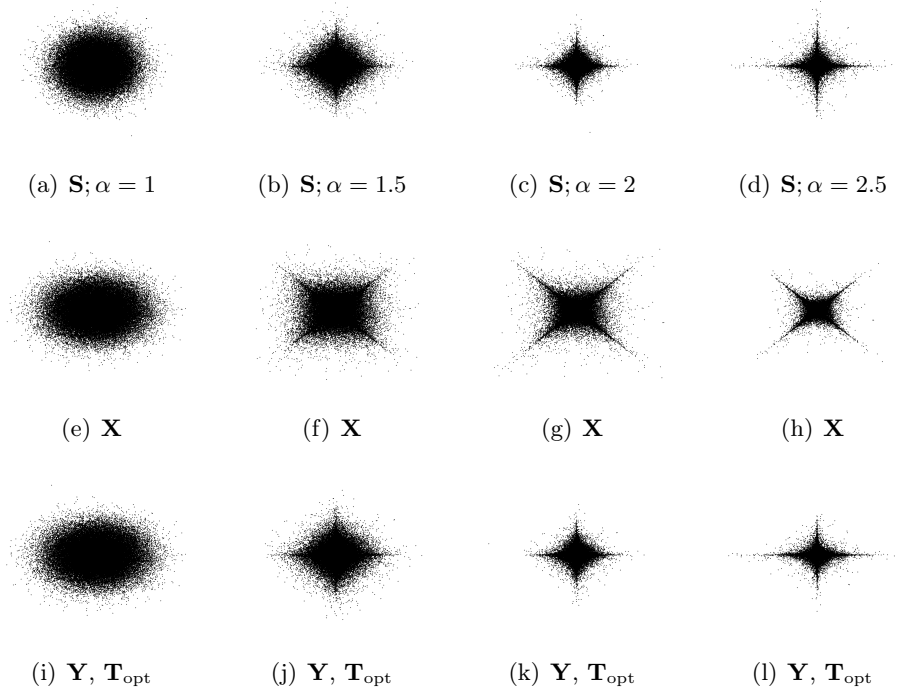 (a) S; α = 1
(b) S; α = 1.5
(c) S; α = 2
(d) S; α = 2.5
(e) X
(f) X
(g) X
(h) X
(i) Y, T_opt
(j) Y, T_opt
(k) Y, T_opt
(l) Y, T_opt